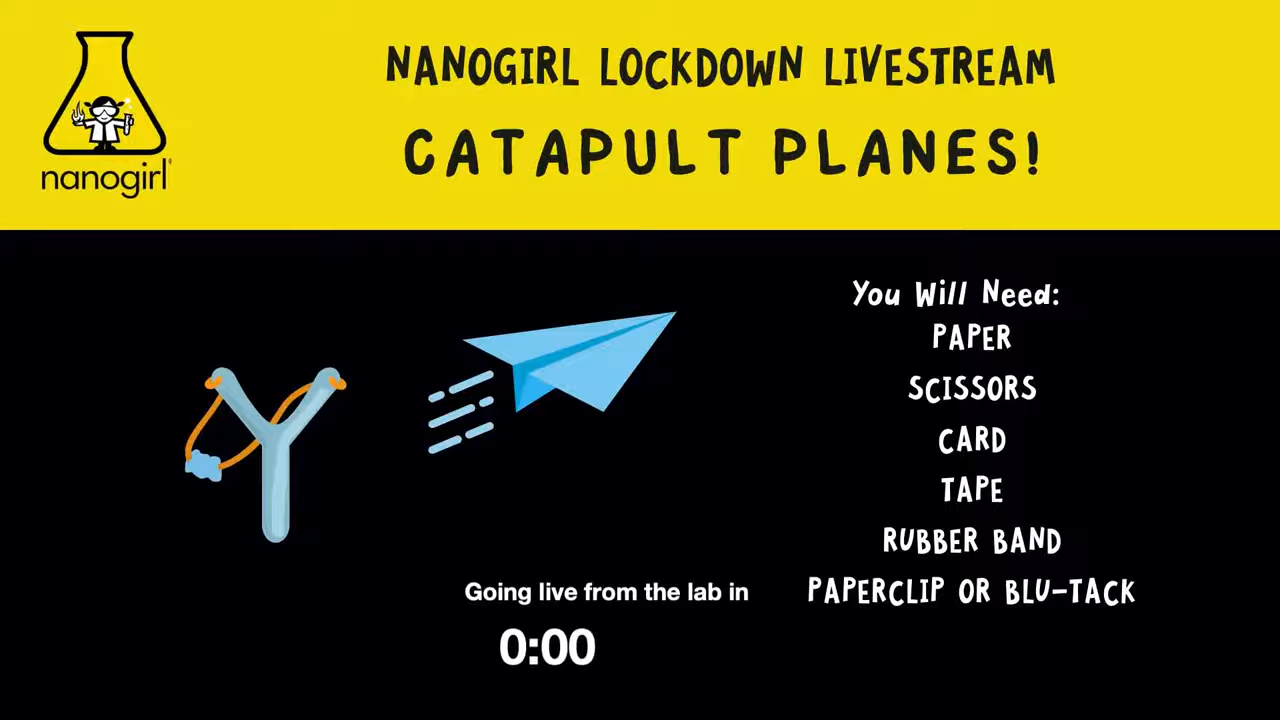 NANOGIRL LOCKDOWN LIVESTREAM
CATAPULT PLANES!
nanogirl
You Will Need:
PAPER
SCISSORS
CARD
TAPE
RUBBER BAND
PAPERCLIP OR BLU-TACK
Going live from the lab in
0:00